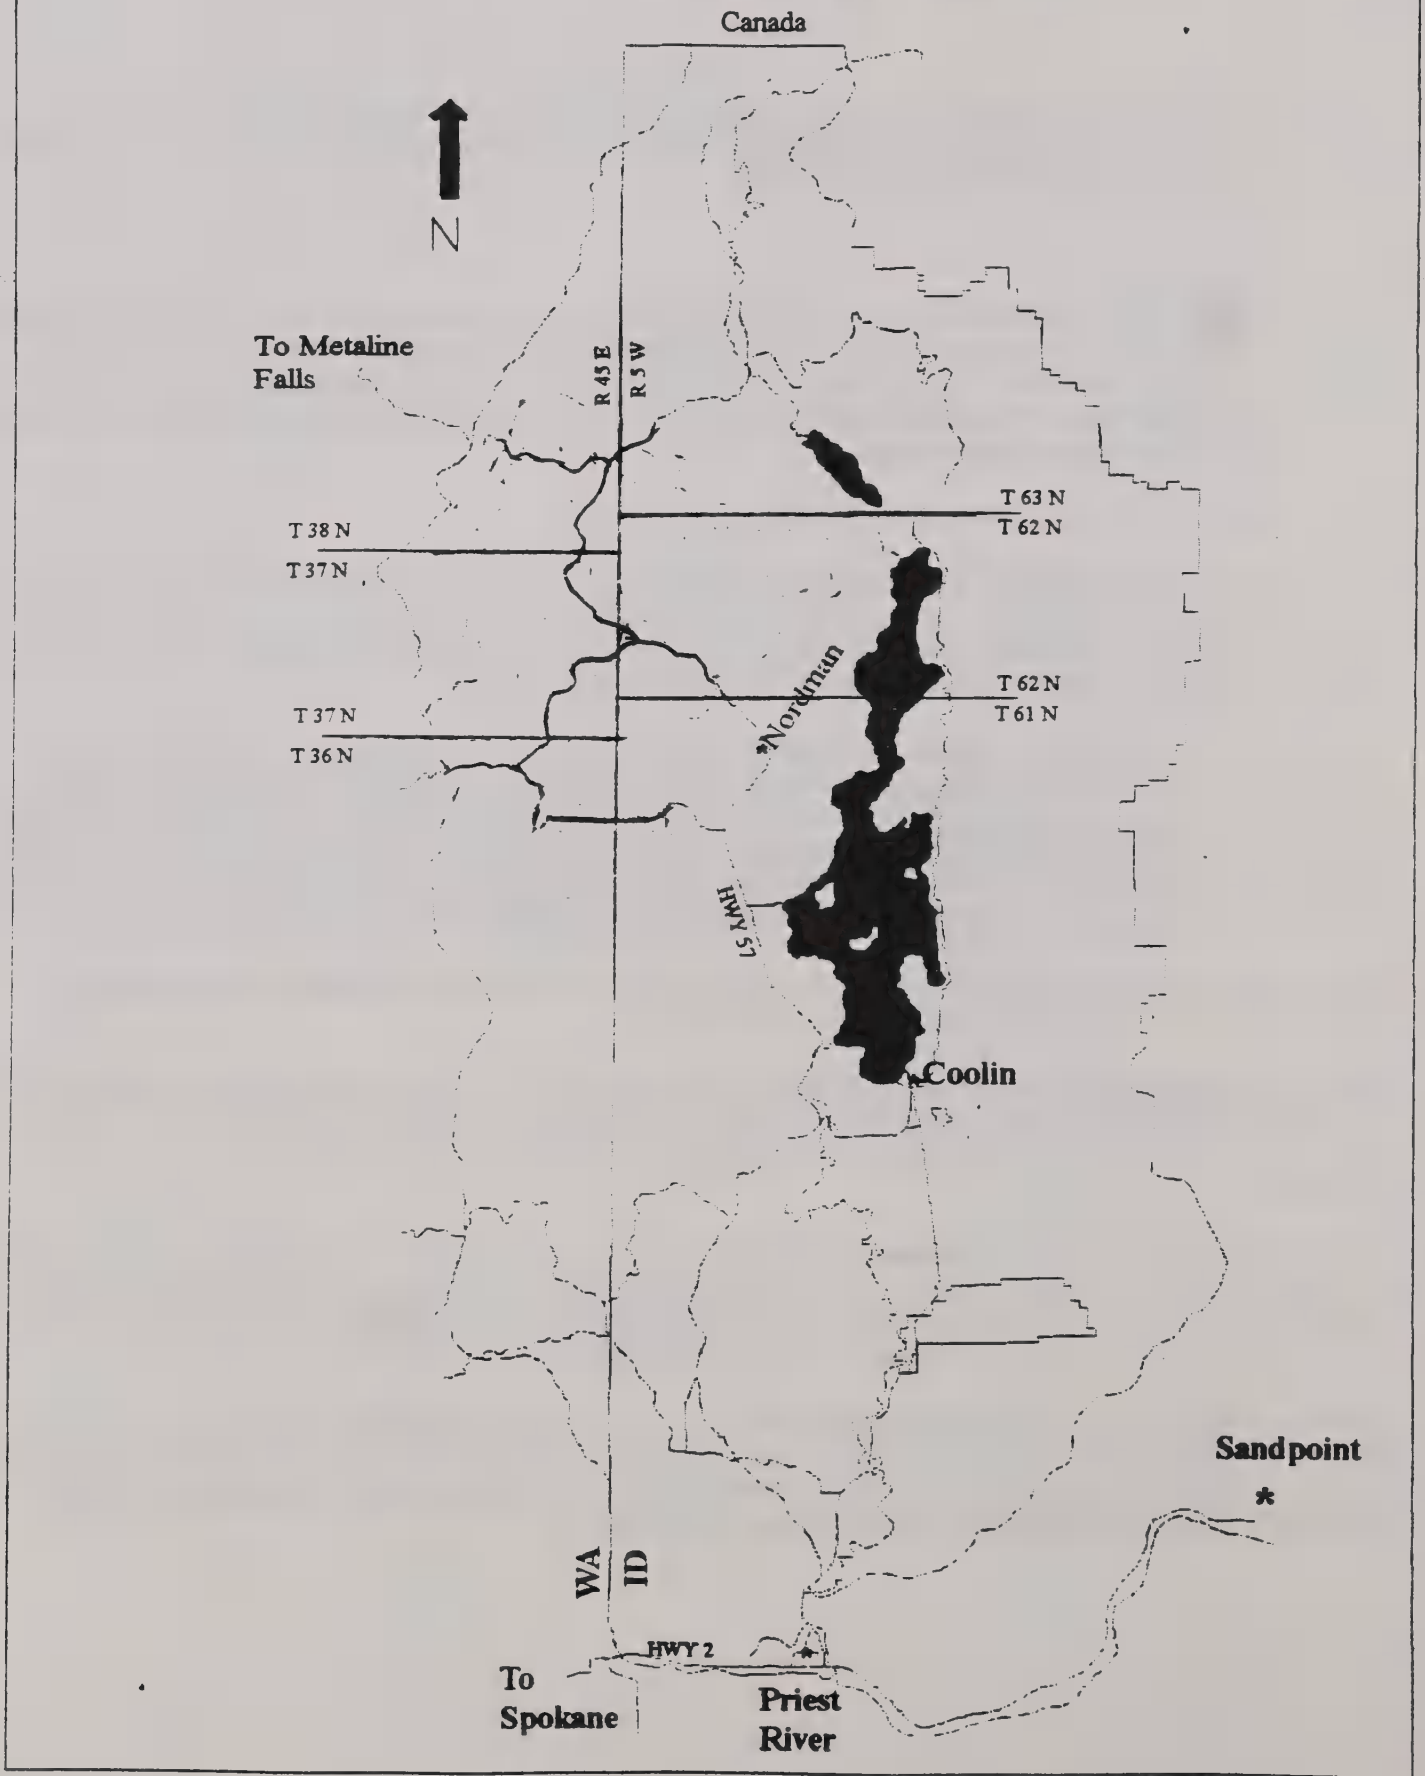 Canada
N
To Metaline
Falls
R 45 E
R 5 W
T 63 N
T 62 N
T 38 N
T 37 N
Nordman
T 62 N
T 61 N
T 37 N
T 36 N
HWY 57
Coolin
Sandpoint
WA
ID
HWY 2
To
Spokane
Priest
River